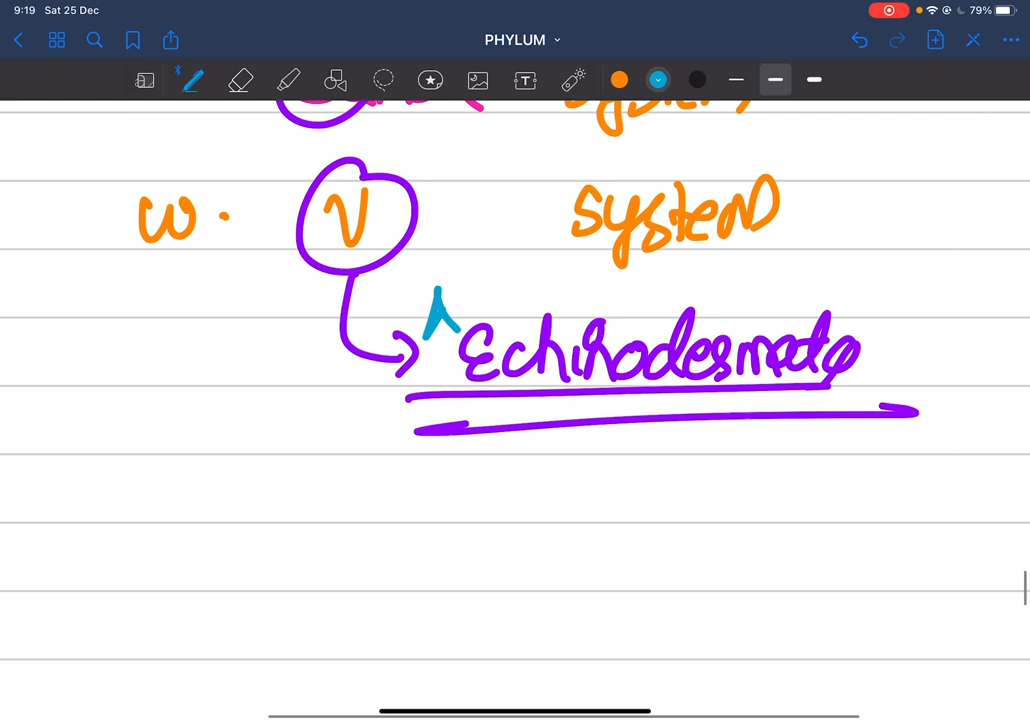 9:19 Sat 25 Dec 79%
PHYLUM
T
W. V system
Echinodermata